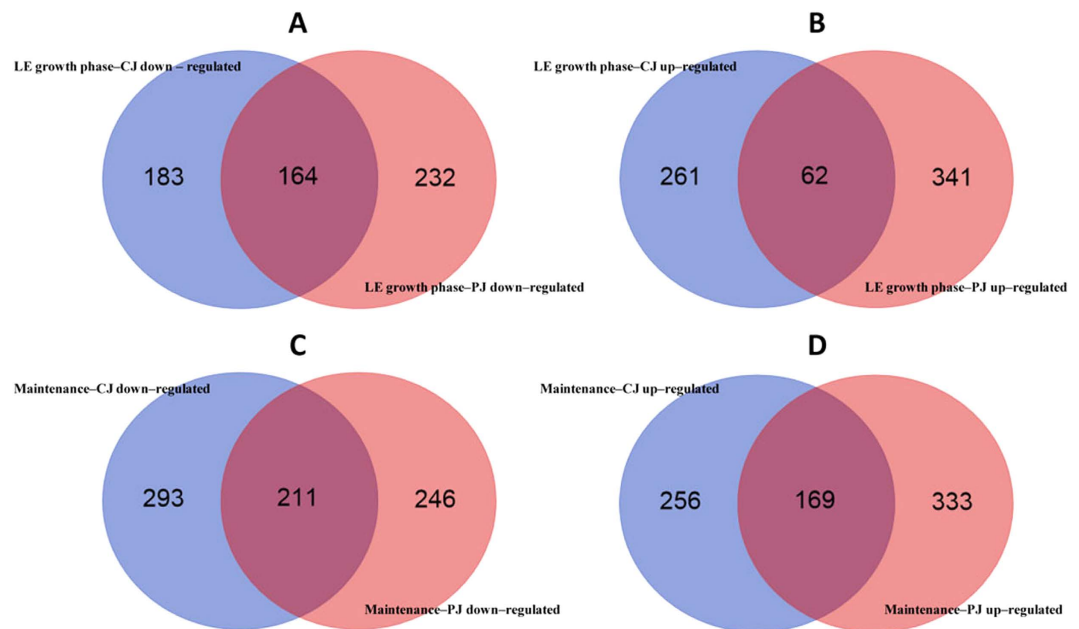 A
B
LE growth phase–CJ down – regulated
LE growth phase–CJ up–regulated
183
164
232
261
62
341
LE growth phase–PJ down–regulated
LE growth phase–PJ up–regulated
C
D
Maintenance–CJ down–regulated
Maintenance–CJ up–regulated
293
211
246
256
169
333
Maintenance–PJ down–regulated
Maintenance–PJ up–regulated